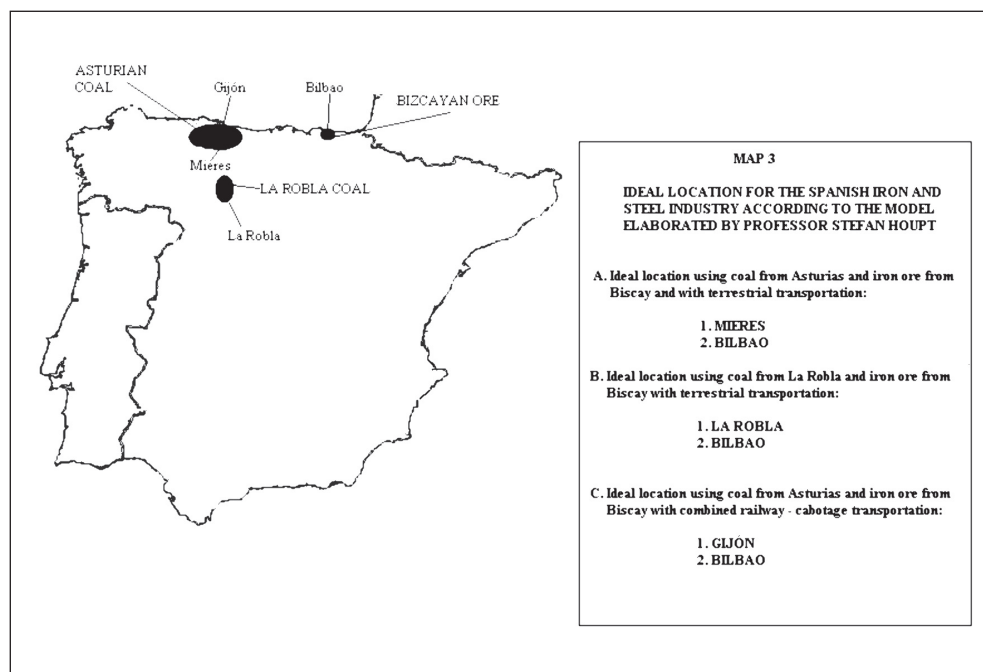 ASTURIAN
COAL
Gijón
Bilbao
BIZCAYAN ORE
Mieres
LA ROBLA COAL
La Robla
MAP 3
IDEAL LOCATION FOR THE SPANISH IRON AND
STEEL INDUSTRY ACCORDING TO THE MODEL
ELABORATED BY PROFESSOR STEFAN HOUPT
A. Ideal location using coal from Asturias and iron ore from
Biscay and with terrestrial transportation:
1. MIERES
2. BILBAO
B. Ideal location using coal from La Robla and iron ore from
Biscay with terrestrial transportation:
1. LA ROBLA
2. BILBAO
C. Ideal location using coal from Asturias and iron ore from
Biscay with combined railway - cabotage transportation:
1. GIJÓN
2. BILBAO